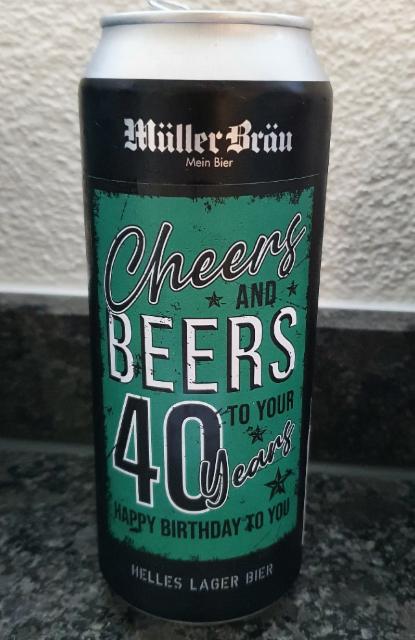 Müller Bräu
Mein Bier
Cheers
AND
BEERS
40 TO YOUR
Years
HAPPY BIRTHDAY TO YOU
HELLES LAGER BIER